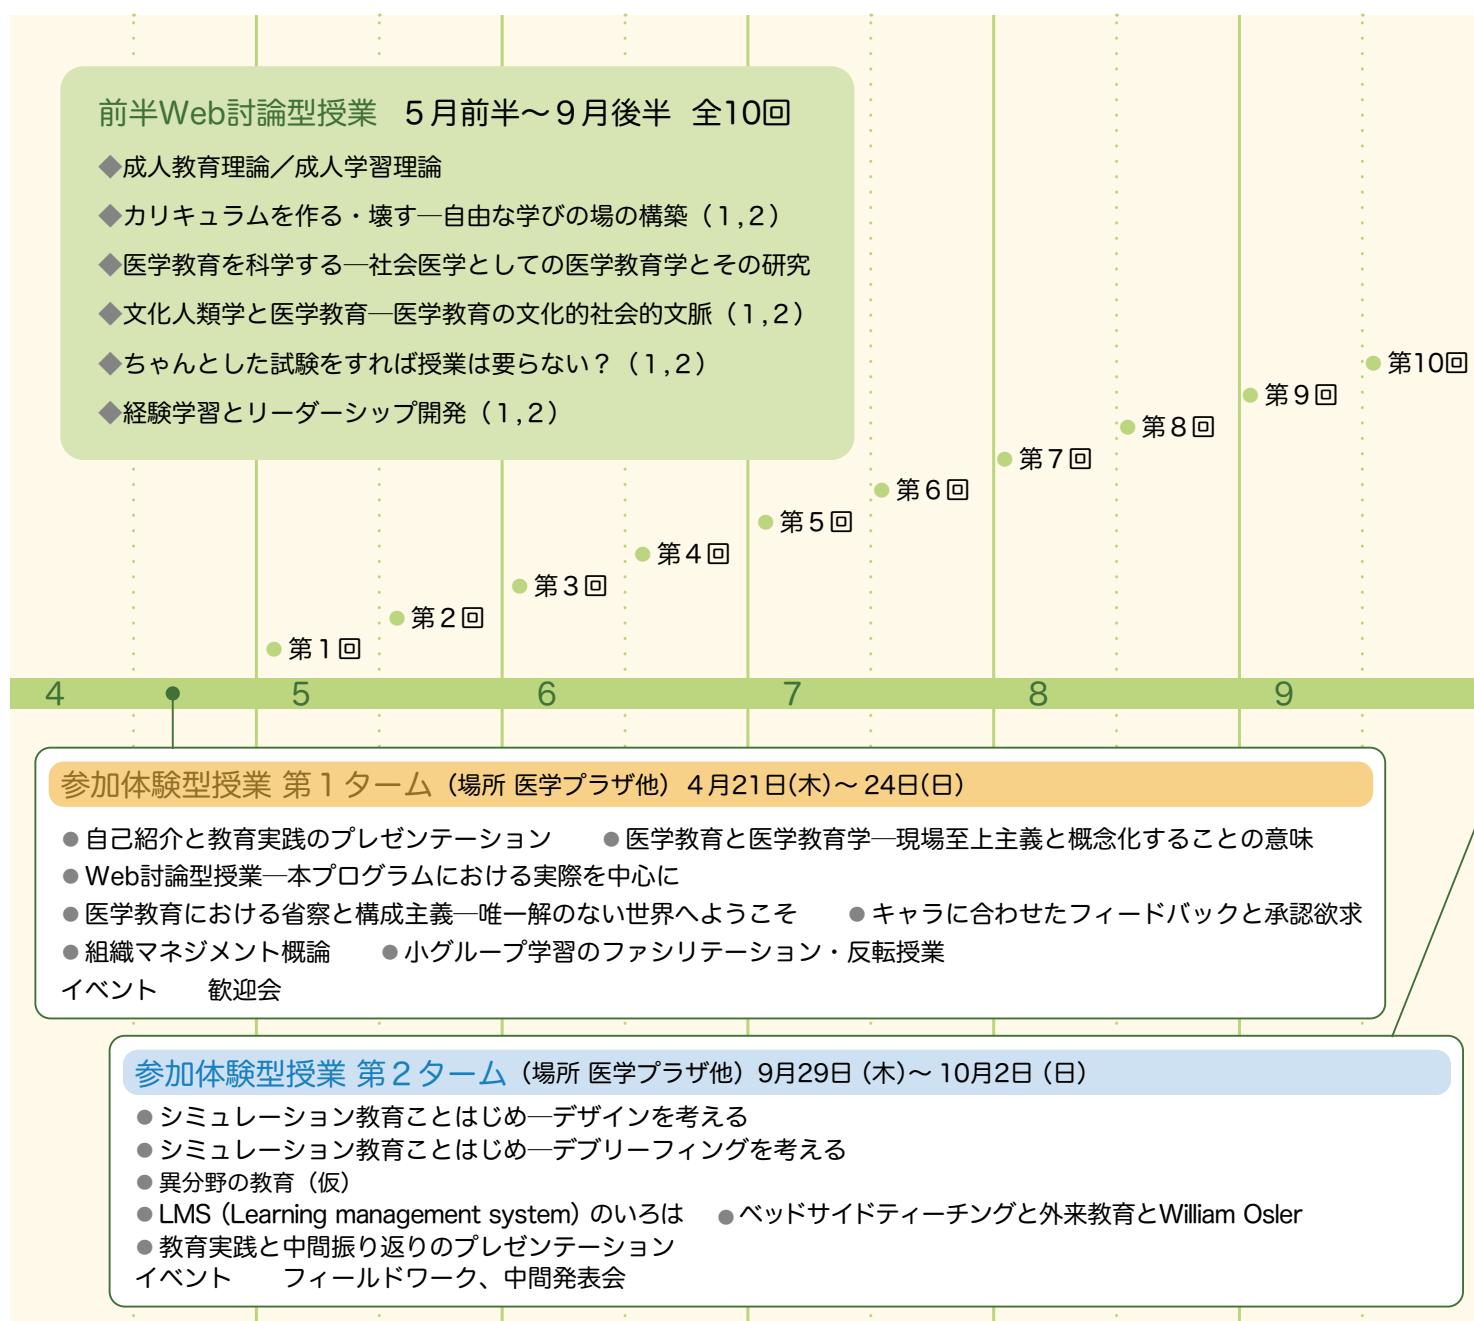 前半Web討論型授業 5月前半～9月後半 全10回
◆成人教育理論／成人学習理論
◆カリキュラムを作る・壊す―自由な学びの場の構築（1,2）
◆医学教育を科学する―社会医学としての医学教育学とその研究
◆文化人類学と医学教育―医学教育の文化的社会的文脈（1,2）
◆ちゃんとした試験をすれば授業は要らない？（1,2）
◆経験学習とリーダーシップ開発（1,2）
●第10回
●第9回
●第8回
●第7回
●第6回
●第5回
●第4回
●第3回
●第2回
●第1回
4 5 6 7 8 9
参加体験型授業 第1ターム（場所 医学プラザ他）4月21日(木)～24日(日)
●自己紹介と教育実践のプレゼンテーション ●医学教育と医学教育学―現場至上主義と概念化することの意味
●Web討論型授業―本プログラムにおける実際を中心に
●医学教育における省察と構成主義―唯一解のない世界へようこそ ●キャラに合わせたフィードバックと承認欲求
●組織マネジメント概論 ●小グループ学習のファシリテーション・反転授業
イベント 歓迎会
参加体験型授業 第2ターム（場所 医学プラザ他）9月29日（木）～10月2日（日）
●シミュレーション教育ことはじめ―デザインを考える
●シミュレーション教育ことはじめ―デブリーフィングを考える
●異分野の教育（仮）
●LMS（Learning management system）のいろは ●ベッドサイドティーチングと外来教育とWilliam Osler
●教育実践と中間振り返りのプレゼンテーション
イベント フィールドワーク、中間発表会